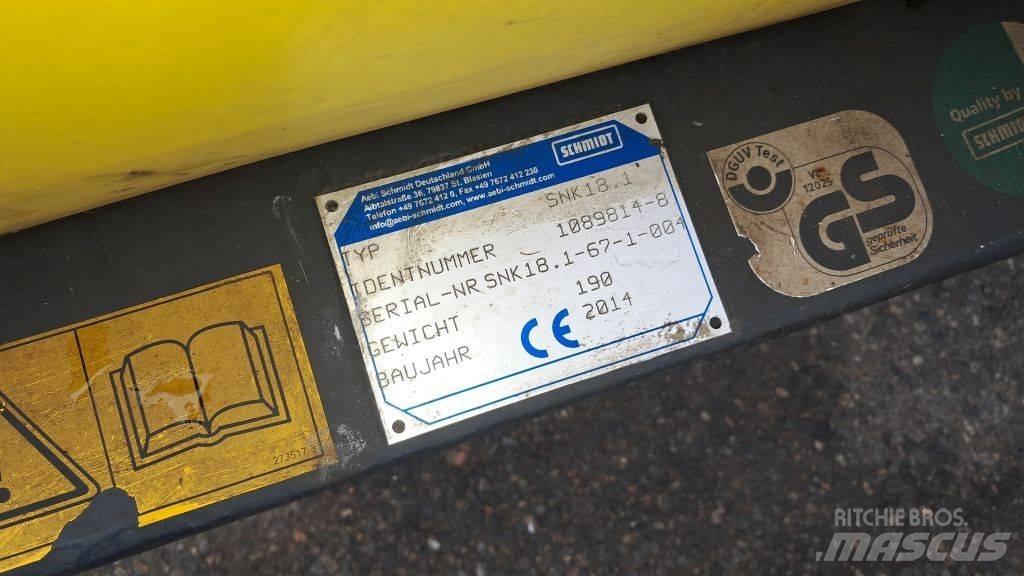 Aebi Schmidt Deutschland GmbH
Albtalstraße 36, 79837 St. Blasien
Telefon +49 7672 412 0, Fax +49 7672 412 230
info@aebi-schmidt.com, www.aebi-schmidt.com
SCHMIDT
TYP SNK18.1
IDENTNUMMER 1089814-8
SERIAL-NR SNK18.1-67-1-004
GEWICHT 190
BAUJAHR 2014
CE
273517
DGUV Test
12025
GS
geprüfte
Sicherheit
Quality by
SCHMIDT
RITCHIE BROS.
MASCUS